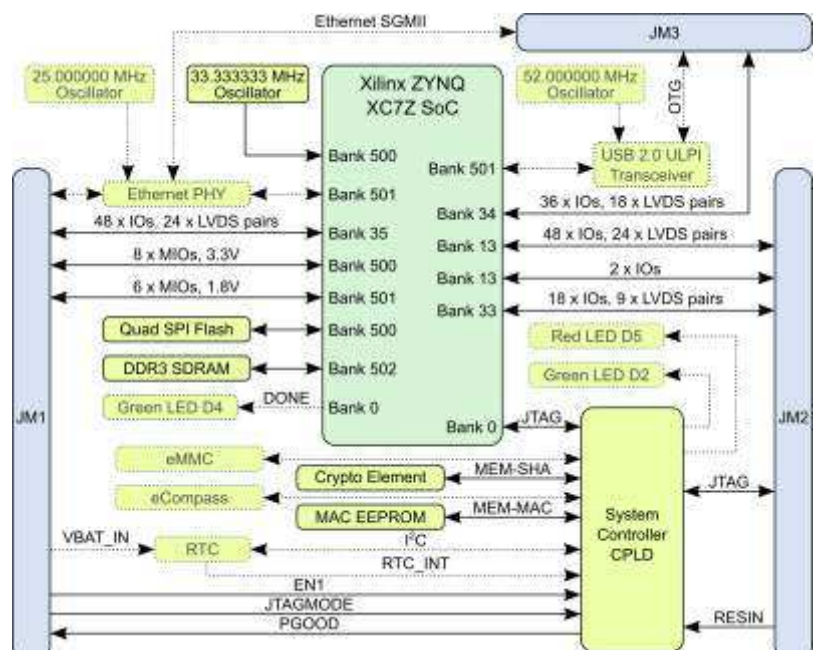 Ethernet SGMII
JM3
25.000000 MHz
Oscillator
33.333333 MHz
Oscillator
Xilinx ZYNQ
XC7Z SoC
52.000000 MHz
Oscillator
OTG
Bank 500
Bank 501
USB 2.0 ULPI
Transceiver
Ethernet PHY
Bank 501
36 x IOs, 18 x LVDS pairs
Bank 34
48 x IOs, 24 x LVDS pairs
Bank 35
48 x IOs, 24 x LVDS pairs
Bank 13
8 x MIOs, 3.3V
Bank 500
2 x IOs
Bank 13
6 x MIOs, 1.8V
Bank 501
18 x IOs, 9 x LVDS pairs
Bank 33
Quad SPI Flash
Bank 500
Red LED D5
DDR3 SDRAM
Bank 502
Green LED D2
Green LED D4
DONE
Bank 0
JM1
Bank 0
JTAG
JM2
eMMC
Crypto Element
MEM-SHA
JTAG
eCompass
MAC EEPROM
MEM-MAC
System
Controller
CPLD
VBAT_IN
RTC
I²C
RTC_INT
EN1
JTAGMODE
PGOOD
RESIN